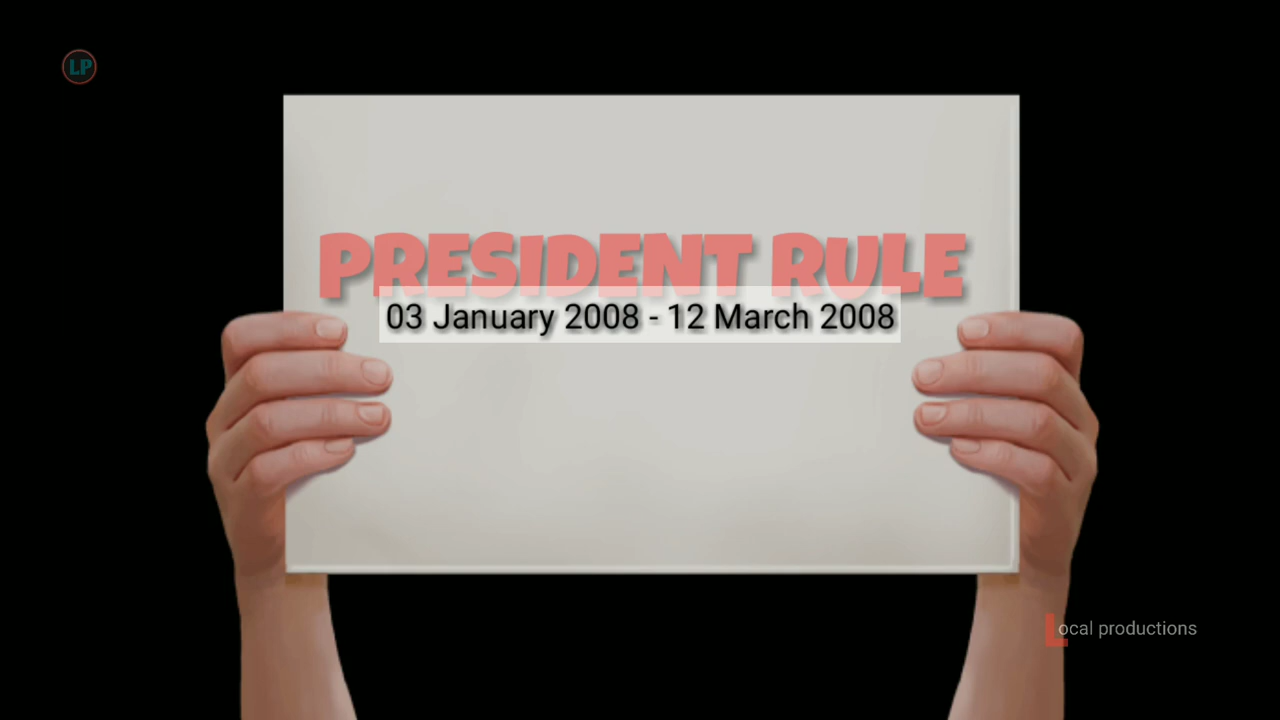 LP
PRESIDENT RULE
03 January 2008 - 12 March 2008
Local productions